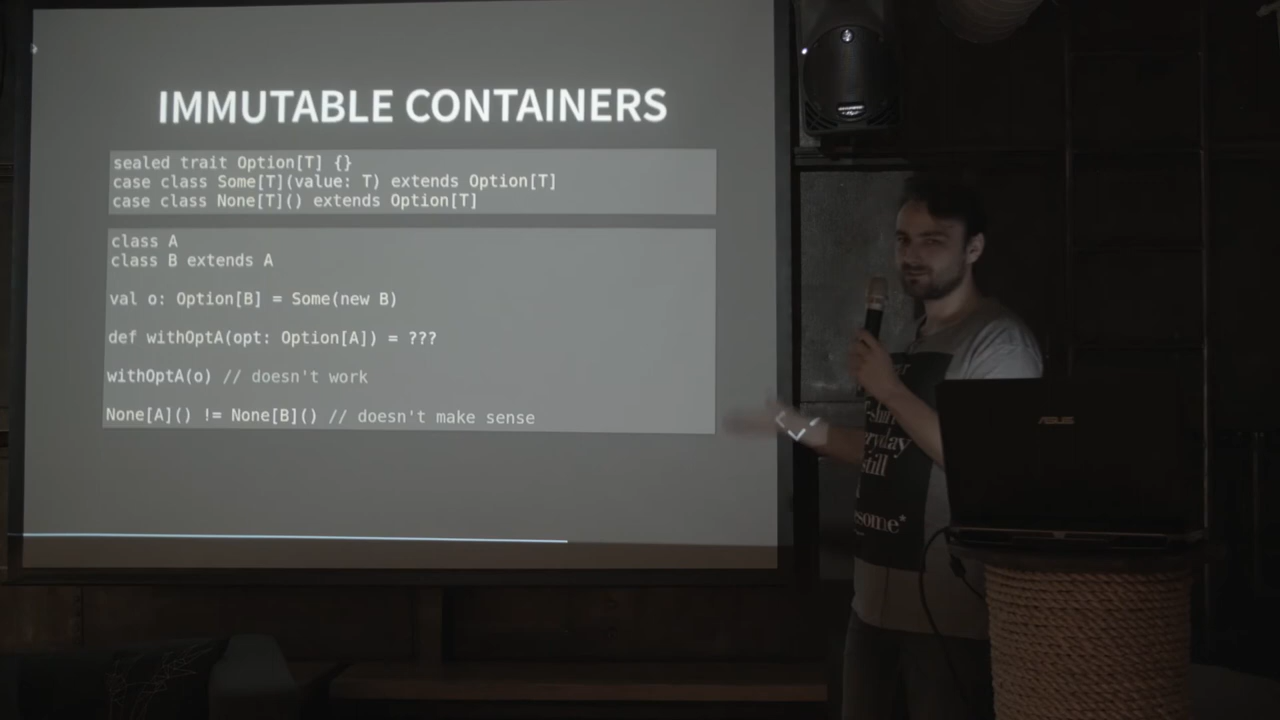 IMMUTABLE CONTAINERS
sealed trait Option[T] {}
case class Some[T](value: T) extends Option[T]
case class None[T]() extends Option[T]
class A
class B extends A
val o: Option[B] = Some(new B)
def withOptA(opt: Option[A]) = ???
withOptA(o) // doesn't work
None[A]() != None[B]() // doesn't make sense
ASUS
still